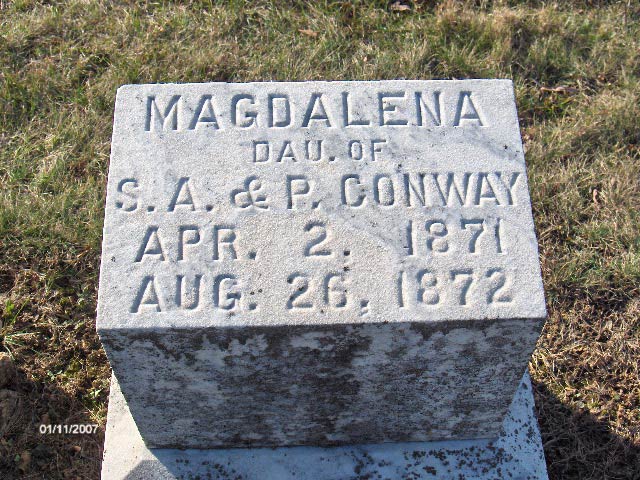 MAGDALENA
DAU. OF
S. A. & P. CONWAY
APR. 2. 1871
AUG. 26, 1872
01/11/2007